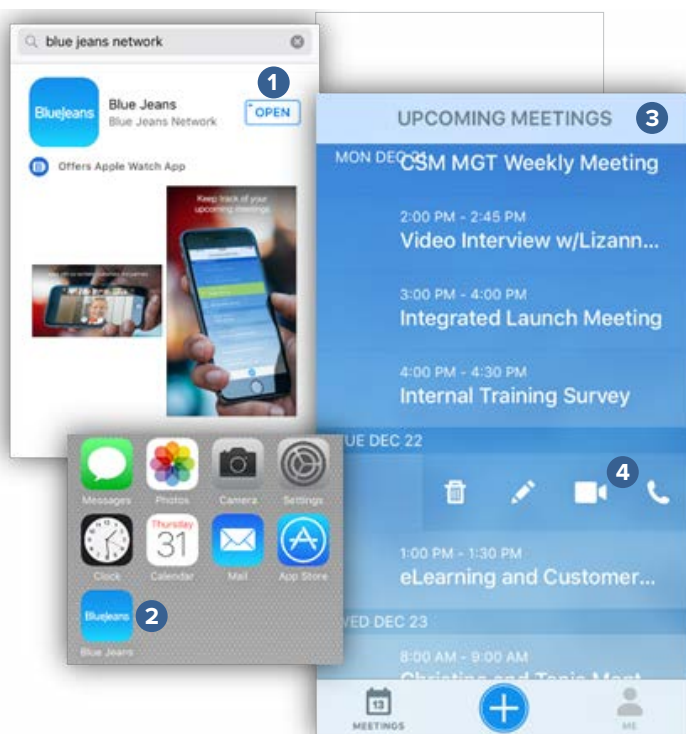 blue jeans network
1
BlueJeans
Blue Jeans
Blue Jeans Network
OPEN
Offers Apple Watch App
Keep track of your
upcoming meetings
3
UPCOMING MEETINGS
MON DEC 21
CSM MGT Weekly Meeting
2:00 PM - 2:45 PM
Video Interview w/Lizann...
3:00 PM - 4:00 PM
Integrated Launch Meeting
4:00 PM - 4:30 PM
Internal Training Survey
TUE DEC 22
4
1:00 PM - 1:30 PM
eLearning and Customer...
WED DEC 23
8:00 AM - 9:00 AM
Christine and
13
MEETINGS
ME
Messages
Photos
Camera
Settings
Clock
Thursday
31
Calendar
Mail
App Store
BlueJeans
2
Blue Jeans